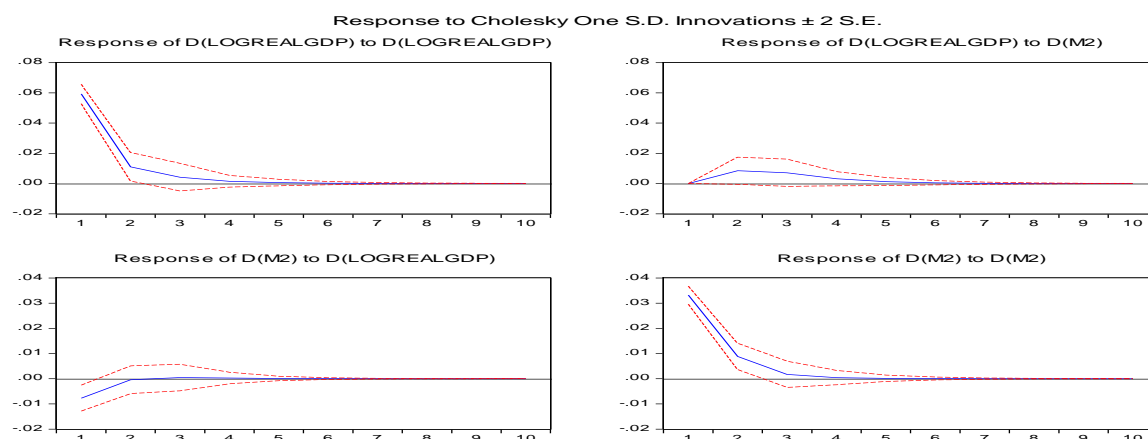 Response to Cholesky One S.D. Innovations ± 2 S.E.
Response of D(LOGREALGDP) to D(LOGREALGDP)
.08
.06
.04
.02
.00
-.02
1 2 3 4 5 6 7 8 9 10
Response of D(LOGREALGDP) to D(M2)
.08
.06
.04
.02
.00
-.02
1 2 3 4 5 6 7 8 9 10
Response of D(M2) to D(LOGREALGDP)
.04
.03
.02
.01
.00
-.01
-.02
1 2 3 4 5 6 7 8 9 10
Response of D(M2) to D(M2)
.04
.03
.02
.01
.00
-.01
-.02
1 2 3 4 5 6 7 8 9 10